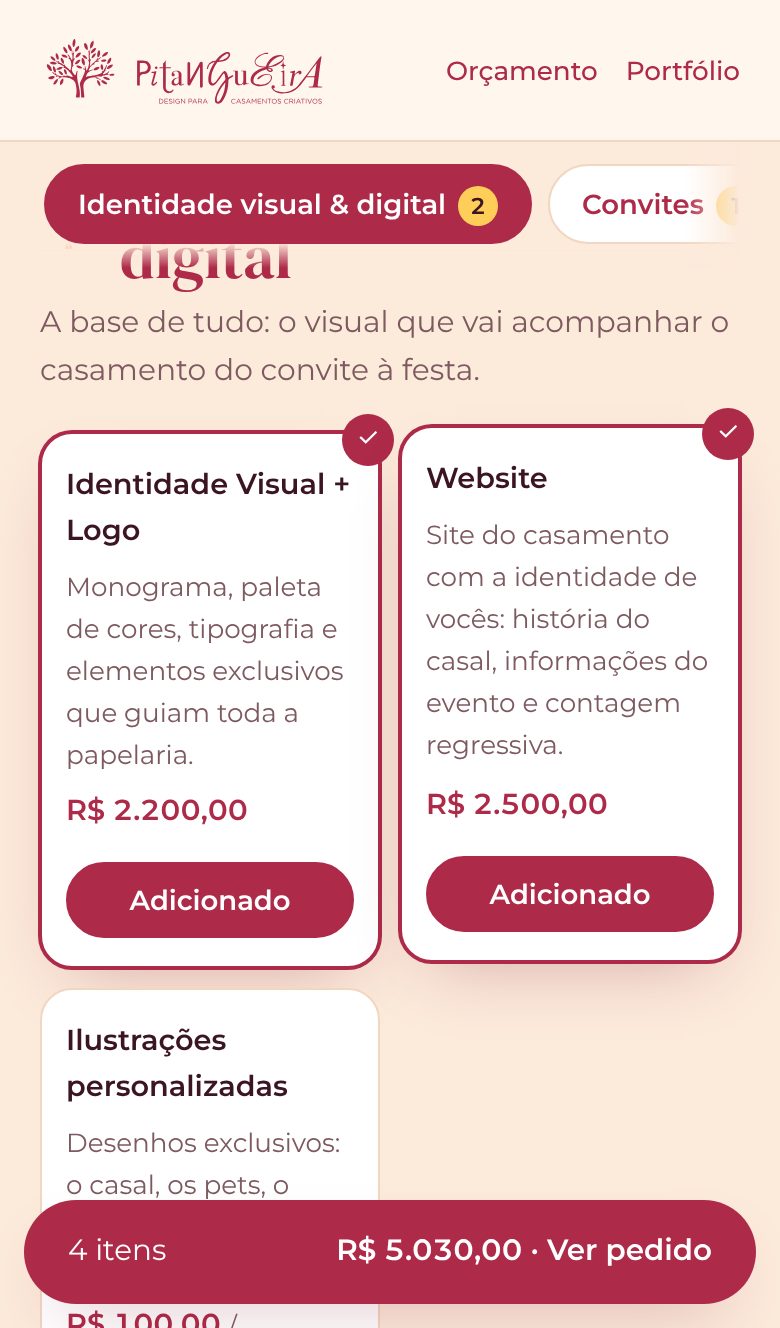 PitaNGuEirA
DESIGN PARA CASAMENTOS CRIATIVOS
Orçamento Portfólio
Identidade visual & digital 2
Convites
digital
A base de tudo: o visual que vai acompanhar o
casamento do convite à festa.
Identidade Visual +
Logo
Monograma, paleta
de cores, tipografia e
elementos exclusivos
que guiam toda a
papelaria.
R$ 2.200,00
Adicionado
Website
Site do casamento
com a identidade de
vocês: história do
casal, informações do
evento e contagem
regressiva.
R$ 2.500,00
Adicionado
Ilustrações
personalizadas
Desenhos exclusivos:
o casal, os pets, o
4 itens
R$ 5.030,00 · Ver pedido
R$ 100,00 /